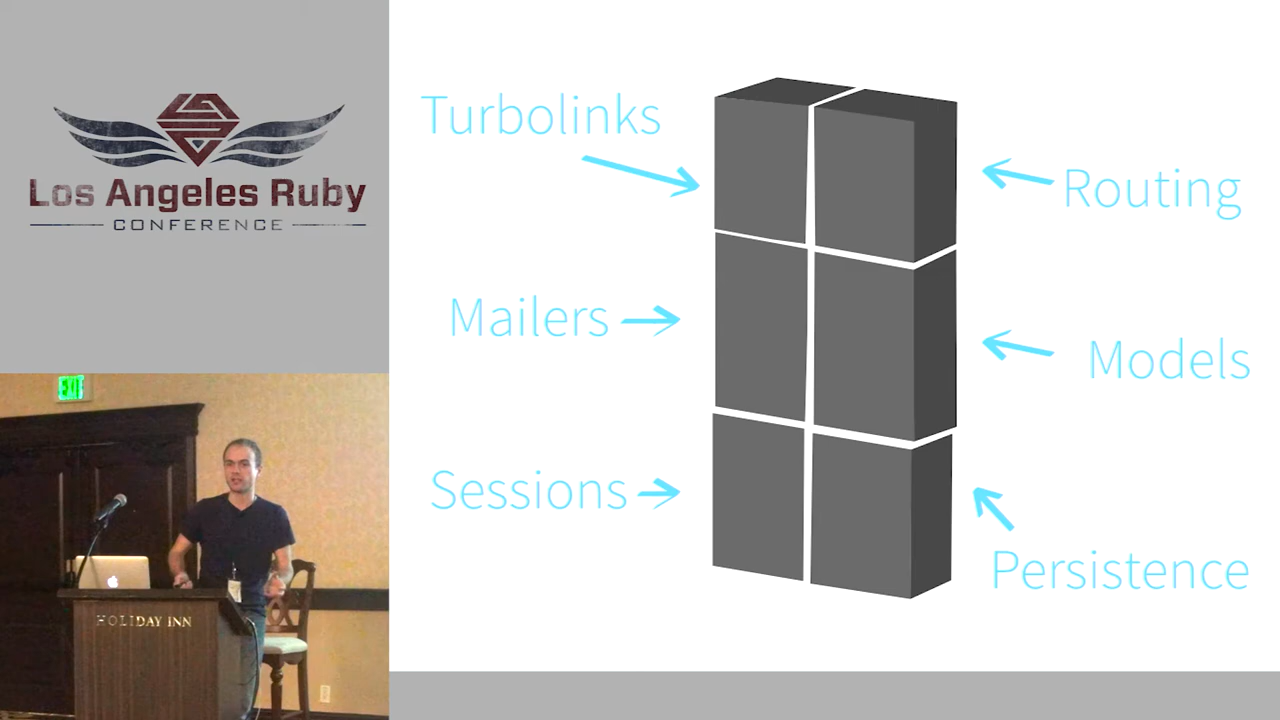 Los Angeles Ruby
CONFERENCE
EXIT
HOLIDAY INN
Turbolinks
Routing
Mailers
Models
Sessions
Persistence